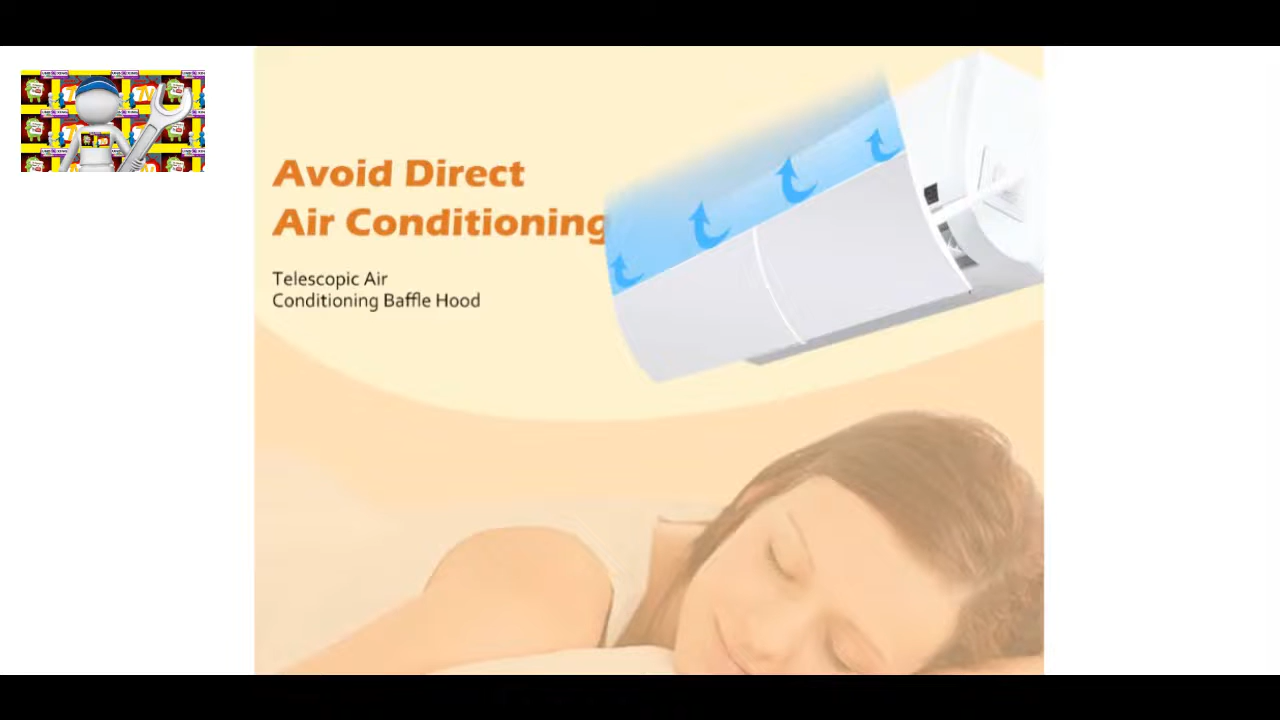 Avoid Direct
Air Conditioning
Telescopic Air
Conditioning Baffle Hood